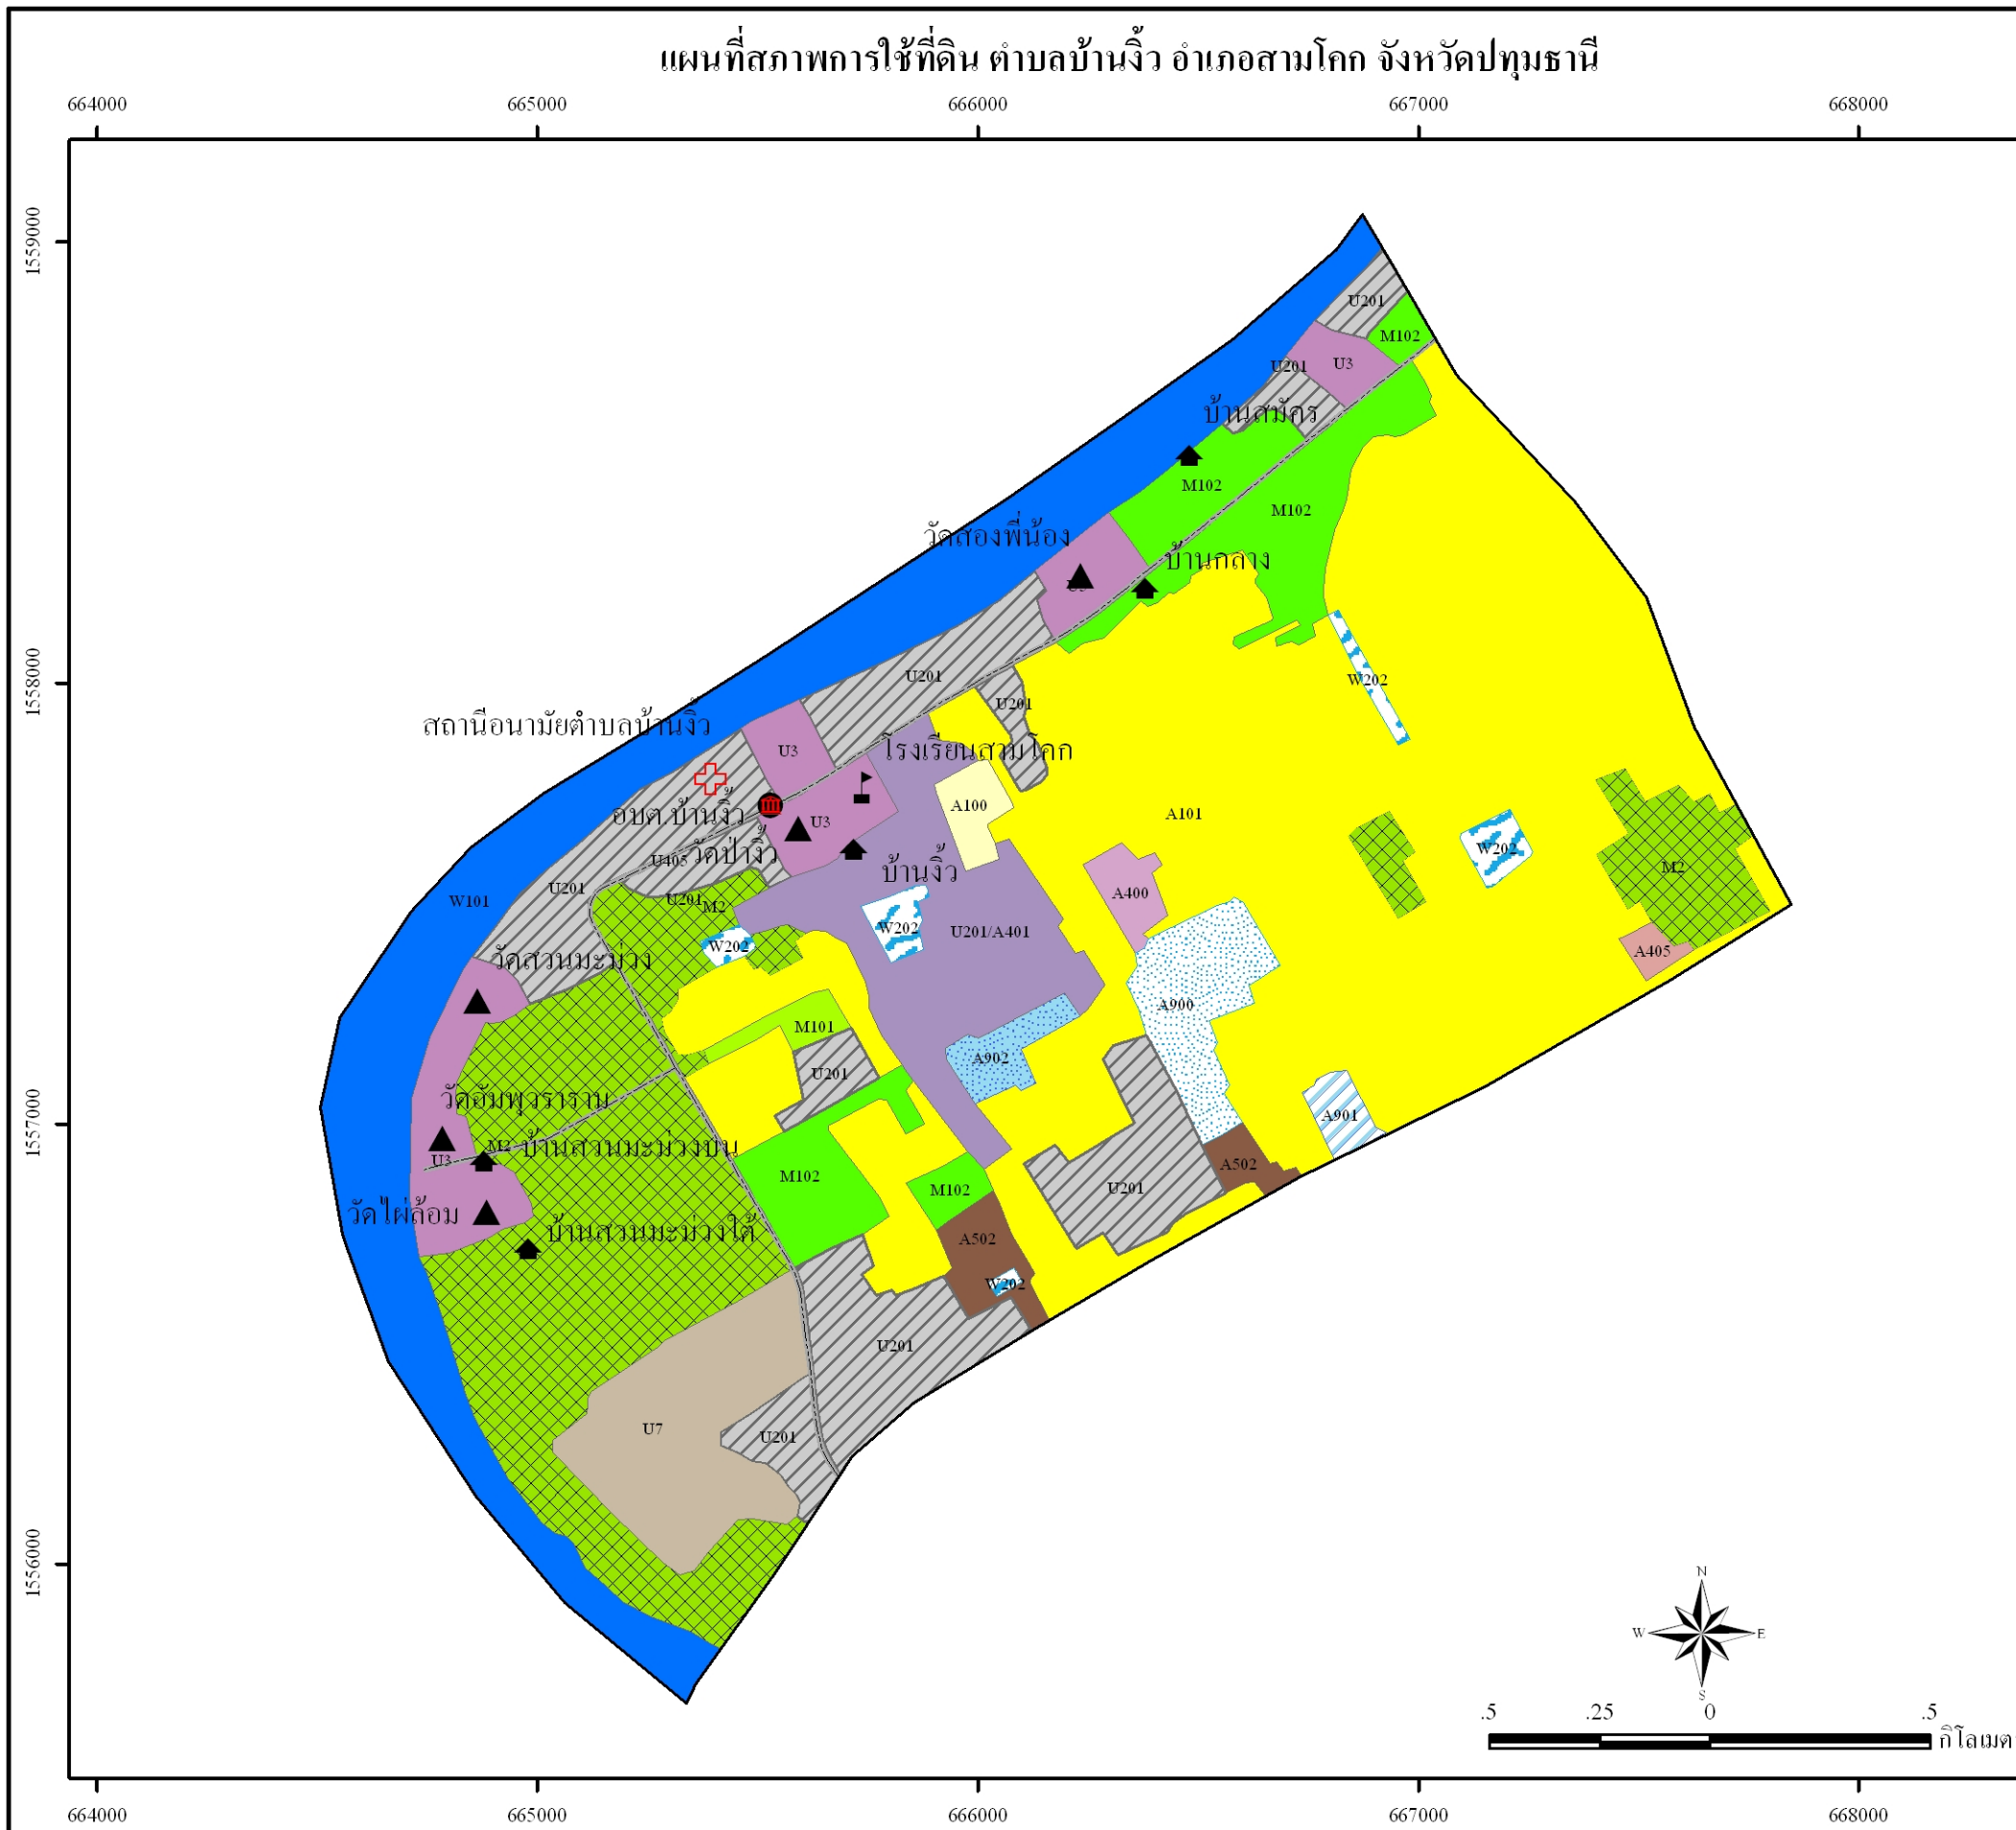 แผนที่สภาพการใช้ที่ดิน ตำบลบ้านงิ้ว อำเภอสามโคก จังหวัดปทุมธานี
664000 665000 666000 667000 668000
1559000
U201
M102
U3
U201
บ้านสมัคร
M102
M102
วัดสองพี่น้อง
บ้านกลาง
U3
1558000
U201
W202
U201
สถานีอนามัยตำบลบ้านงิ้ว
U3
โรงเรียนสามโคก
A100
A101
อบต.บ้านงิ้ว
U3
U405
วัดป่างิ้ว
W202
บ้านงิ้ว
M2
U201
W101
U201
M2
A400
W202
U201/A401
W202
A405
วัดสวนมะม่วง
A900
M101
A902
U201
วัดอัมพุวราราม
1557000
A901
M2
บ้านสวนมะม่วงบน
U3
M102
M102
U201
A502
วัดไผ่ล้อม
บ้านสวนมะม่วงใต้
A502
W202
U201
U7
U201
1556000
N
W E
S
.5 .25 0 .5
กิโลเมต
664000 665000 666000 667000 668000